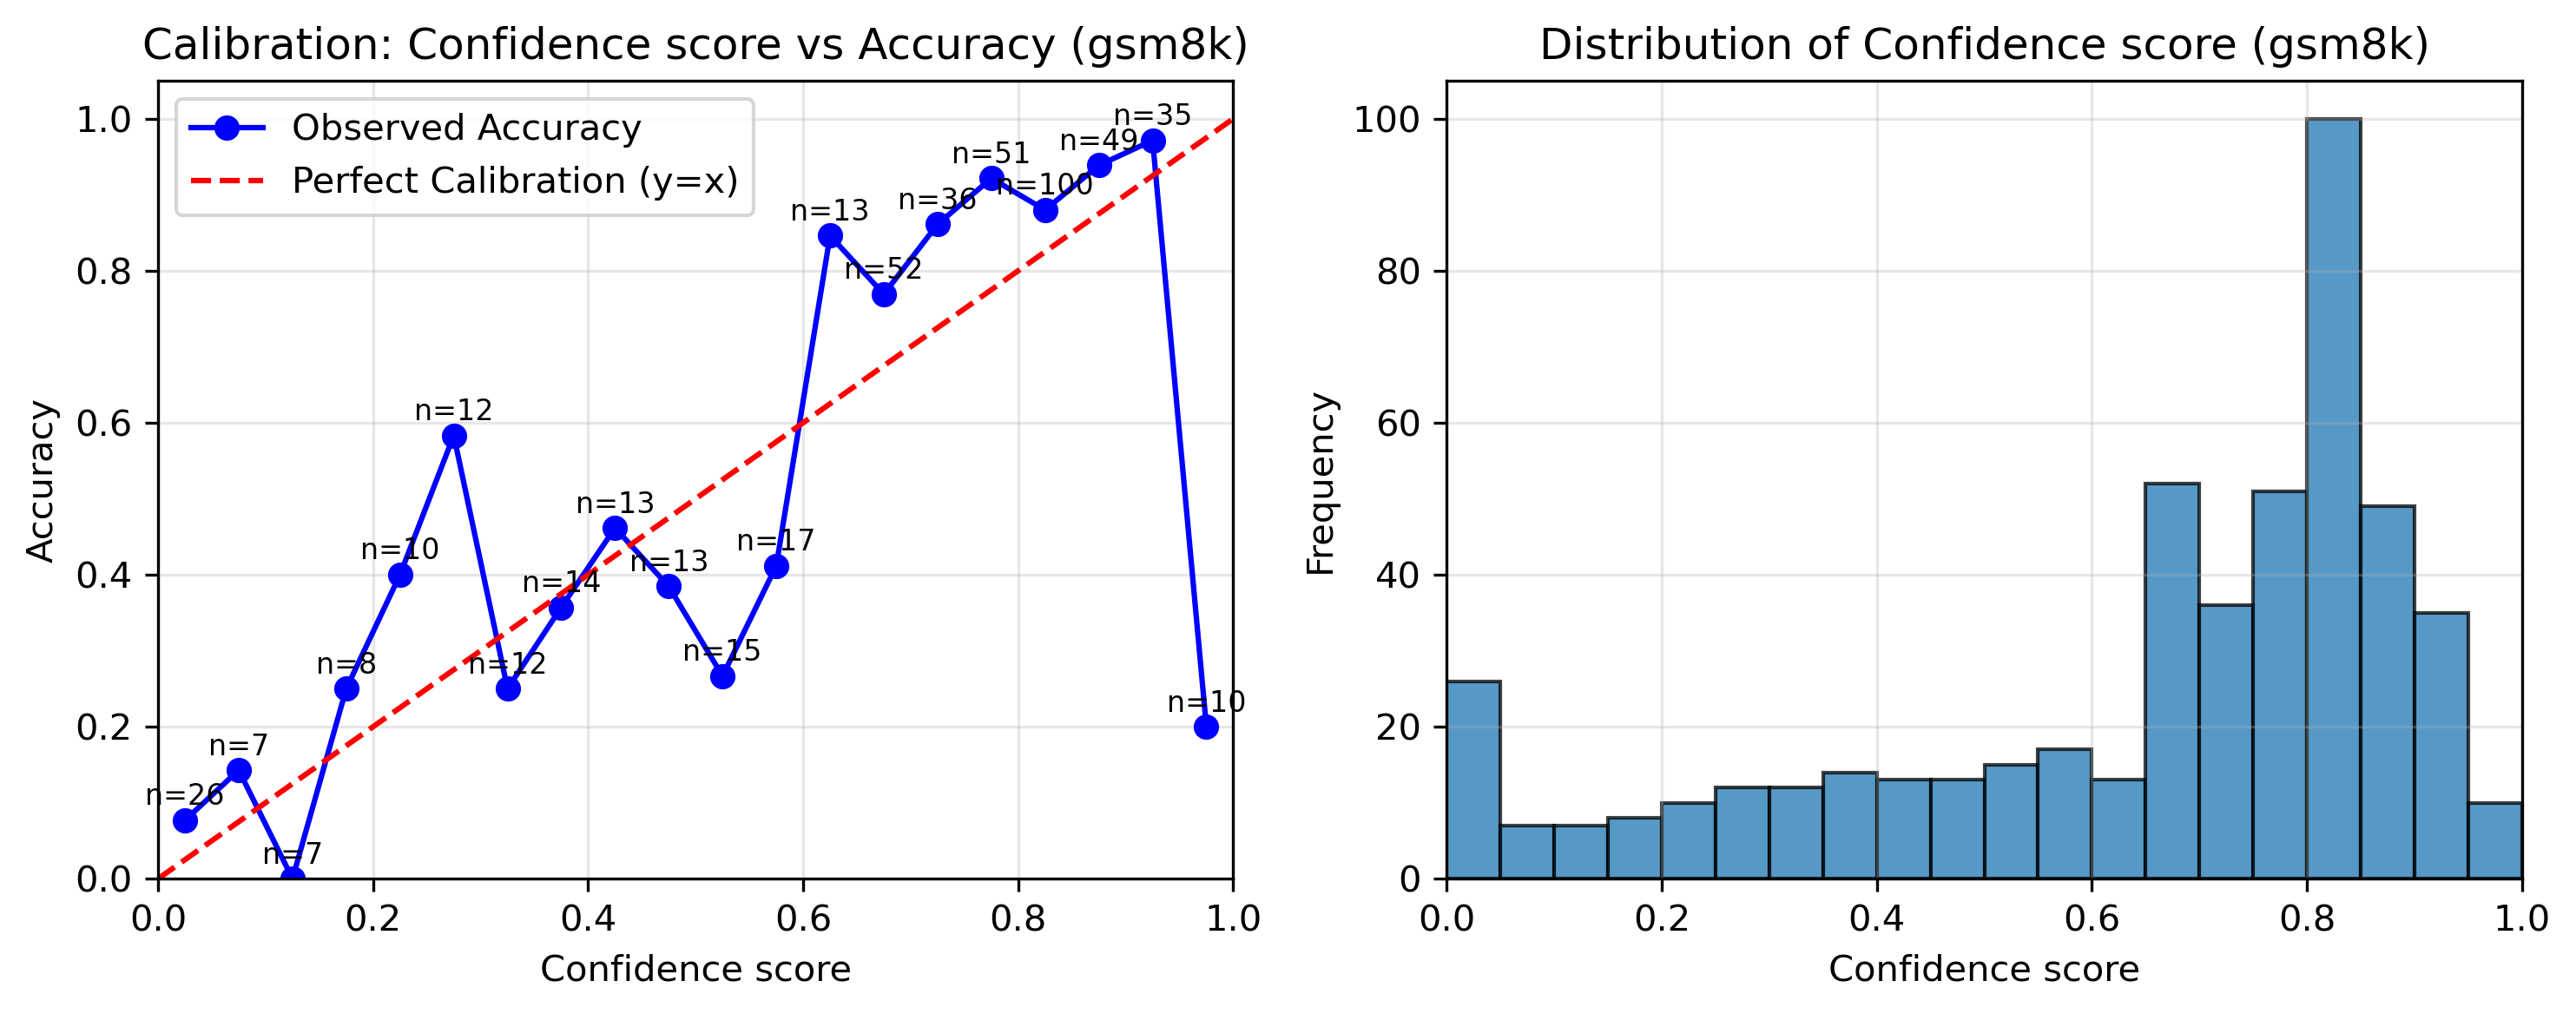 Calibration: Confidence score vs Accuracy (gsm8k)
Observed Accuracy
Perfect Calibration (y=x)
Accuracy
1.0
0.8
0.6
0.4
0.2
0.0
n=26
n=7
n=7
n=8
n=10
n=12
n=12
n=14
n=13
n=13
n=15
n=17
n=13
n=52
n=36
n=51
n=100
n=49
n=35
n=10
0.0 0.2 0.4 0.6 0.8 1.0
Confidence score
Distribution of Confidence score (gsm8k)
Frequency
100
80
60
40
20
0
0.0 0.2 0.4 0.6 0.8 1.0
Confidence score